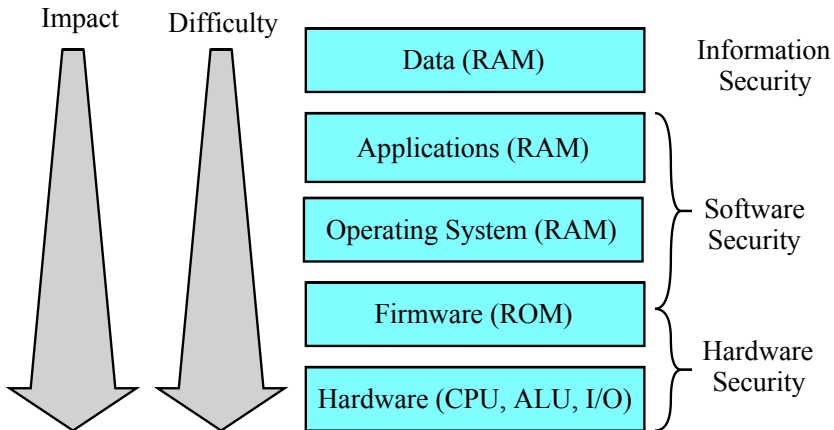 Impact
Difficulty
Data (RAM)
Information
Security
Applications (RAM)
Operating System (RAM)
Software
Security
Firmware (ROM)
Hardware
Security
Hardware (CPU, ALU, I/O)